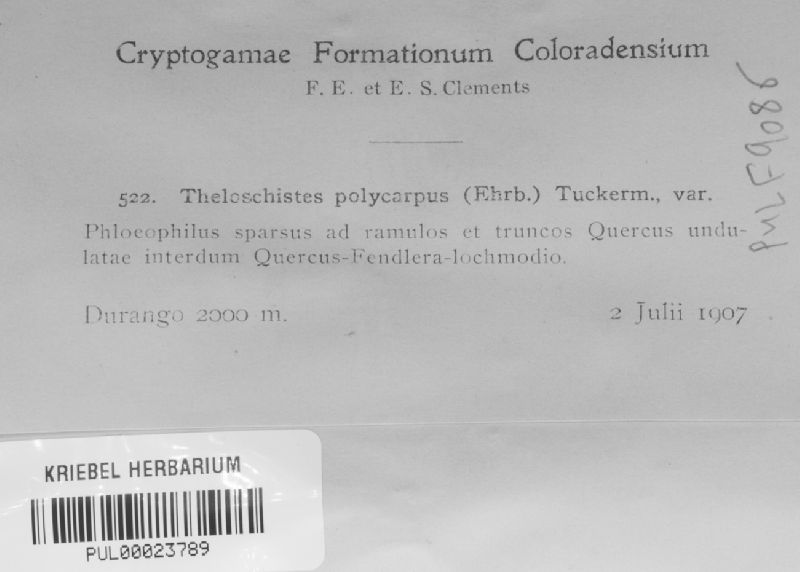 Cryptogamae Formationum Coloradensium
F. E. et E. S. Clements
522. Theloschistes polycarpus (Ehrb.) Tuckerm., var.
Phloeophilus sparsus ad ramulos et truncos Quercus undu-
latae interdum Quercus-Fendlera-lochmodio.
Durango 2000 m. 2 Julii 1907
PUL F9086
KRIEBEL HERBARIUM
PUL00023789